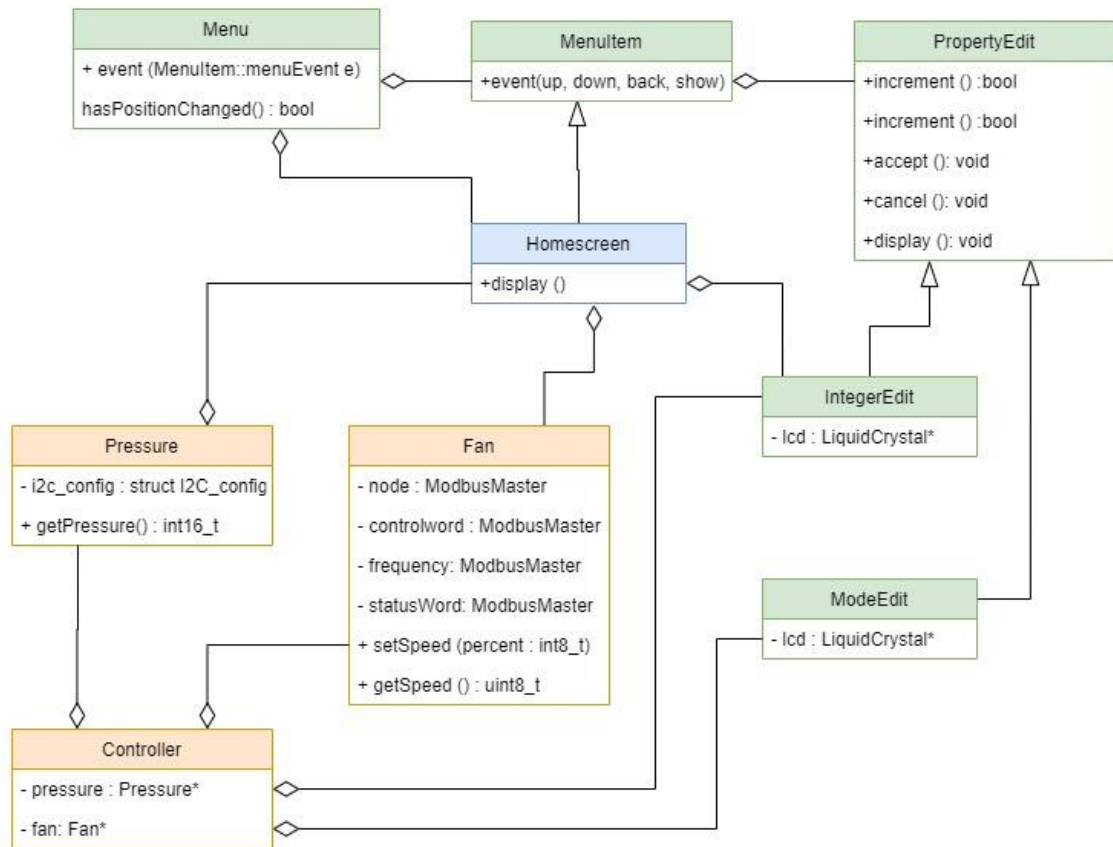 Menu
+ event (MenuItem::menuEvent e)
hasPositionChanged() : bool
MenuItem
+event(up, down, back, show)
PropertyEdit
+increment () :bool
+increment () :bool
+accept (): void
+cancel (): void
+display (): void
Homescreen
+display ()
IntegerEdit
- lcd : LiquidCrystal*
Pressure
- i2c_config : struct I2C_config
+ getPressure() : int16_t
Fan
- node : ModbusMaster
- controlword : ModbusMaster
- frequency: ModbusMaster
- statusWord: ModbusMaster
+ setSpeed (percent : int8_t)
+ getSpeed () : uint8_t
ModeEdit
- lcd : LiquidCrystal*
Controller
- pressure : Pressure*
- fan: Fan*